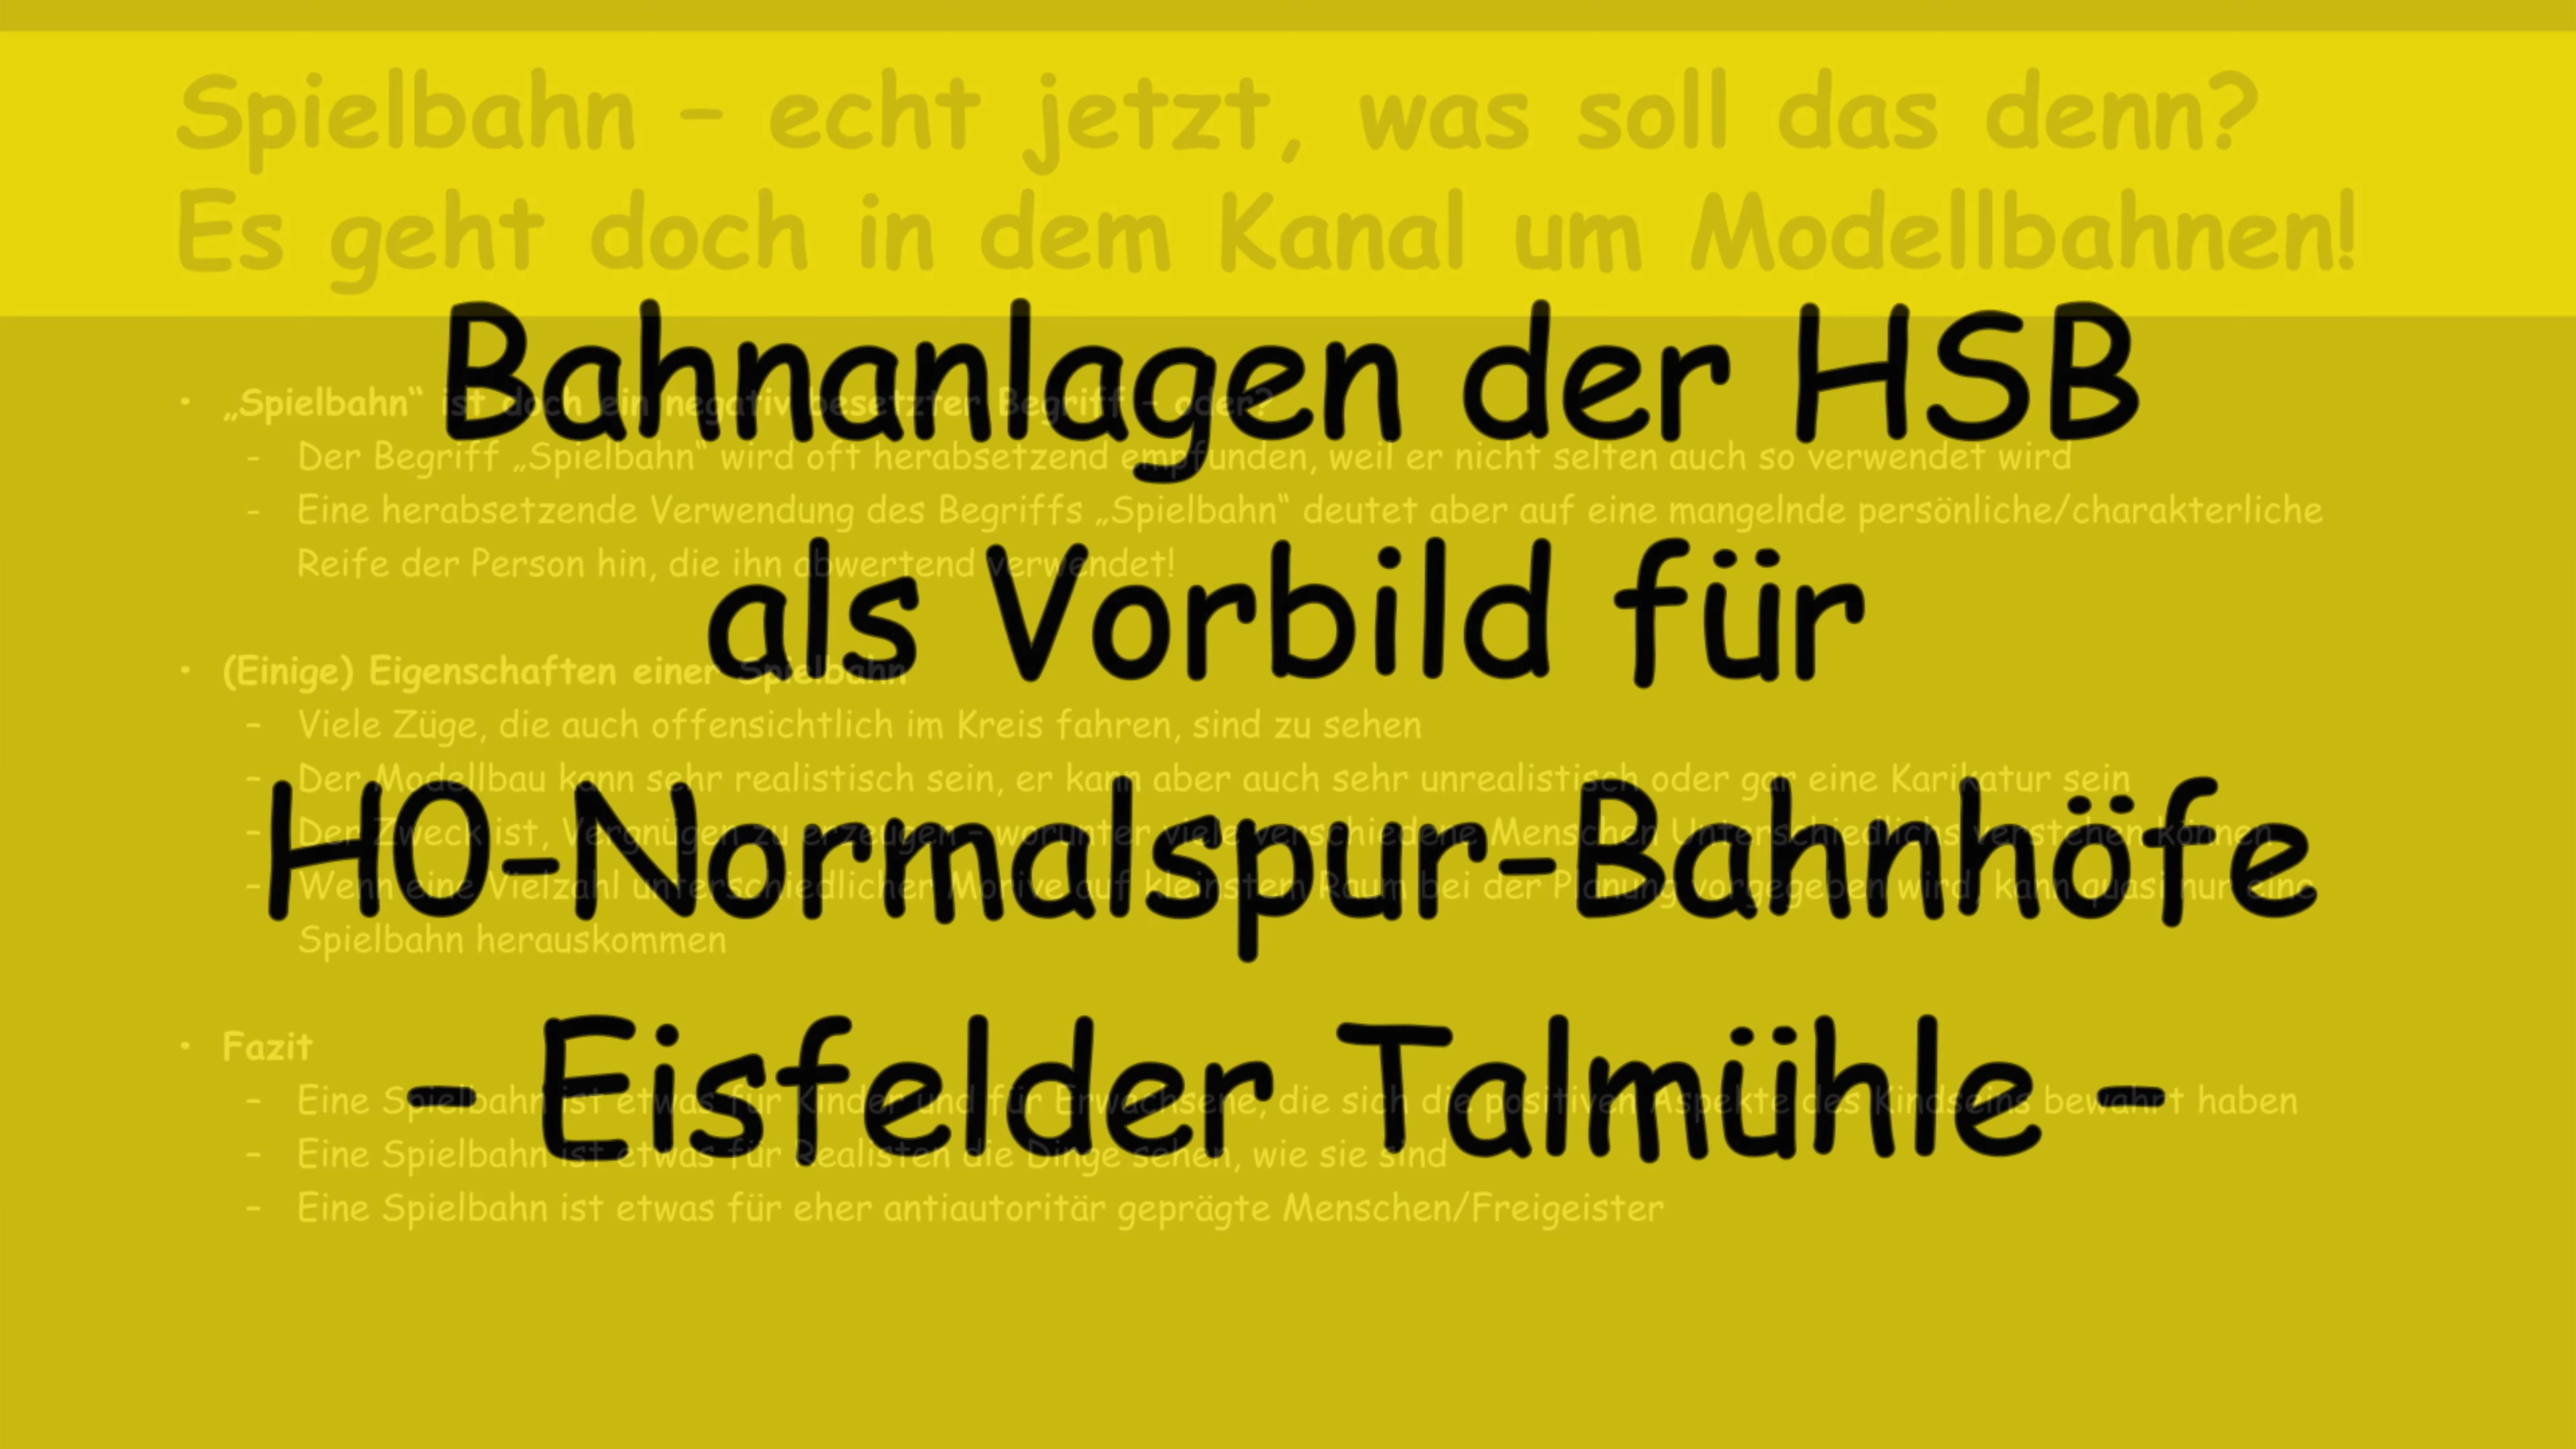 Spielbahn – echt jetzt, was soll das denn?
Es geht doch in dem Kanal um Modellbahnen!
Bahnanlagen der HSB
als Vorbild für
H0-Normalspur-Bahnhöfe
- Eisfelder Talmühle -
• „Spielbahn“ ist doch ein negativ besetzter Begriff – oder?
- Der Begriff „Spielbahn“ wird oft herabsetzend empfunden, weil er nicht selten auch so verwendet wird
- Eine herabsetzende Verwendung des Begriffs „Spielbahn“ deutet aber auf eine mangelnde persönliche/charakterliche
Reife der Person hin, die ihn abwertend verwendet!
• (Einige) Eigenschaften einer Spielbahn
- Viele Züge, die auch offensichtlich im Kreis fahren, sind zu sehen
- Der Modellbau kann sehr realistisch sein, er kann aber auch sehr unrealistisch oder gar eine Karikatur sein
- Der Zweck ist, Vergnügen zu erzeugen – worunter viele verschiedene Menschen Unterschiedlichstes verstehen können
- Wenn eine Vielzahl unterschiedlicher Motive auf kleinstem Raum bei der Planung vorgegeben wird, kann quasi nur eine
Spielbahn herauskommen
• Fazit
- Eine Spielbahn ist etwas für Kinder und für Erwachsene, die sich die positiven Aspekte des Kindseins bewahrt haben
- Eine Spielbahn ist etwas für Realisten die Dinge sehen, wie sie sind
- Eine Spielbahn ist etwas für eher antiautoritär geprägte Menschen/Freigeister